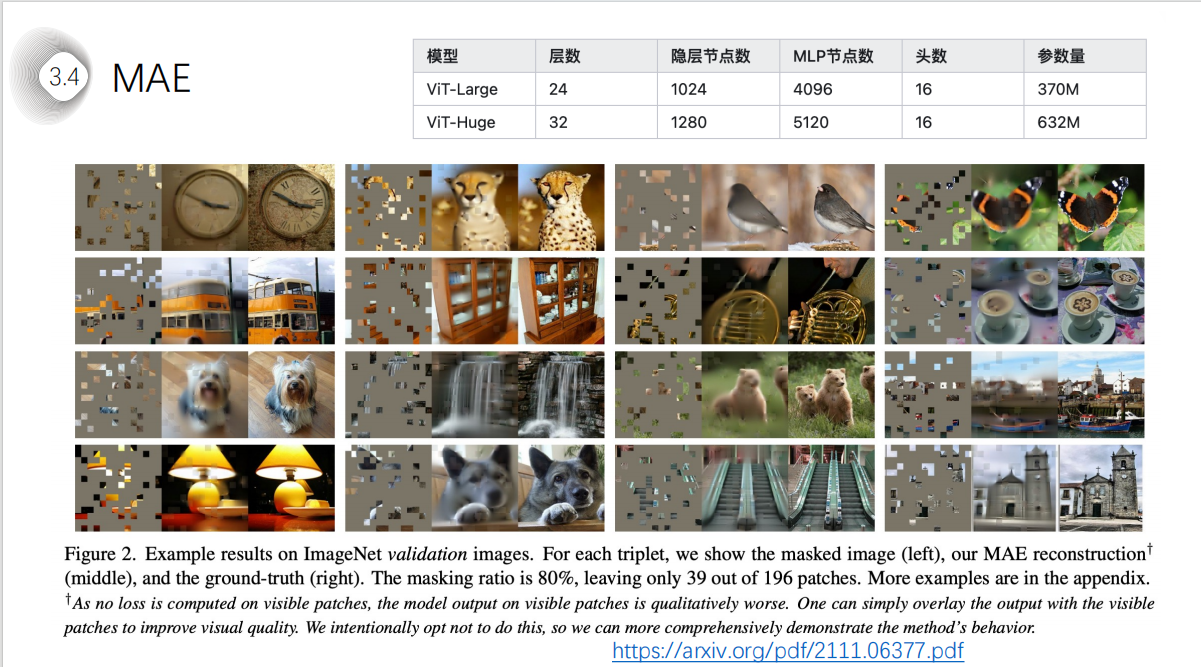 3.4 MAE
模型 层数 隐层节点数 MLP节点数 头数 参数量
ViT-Large 24 1024 4096 16 370M
ViT-Huge 32 1280 5120 16 632M
Figure 2. Example results on ImageNet validation images. For each triplet, we show the masked image (left), our MAE reconstruction†
(middle), and the ground-truth (right). The masking ratio is 80%, leaving only 39 out of 196 patches. More examples are in the appendix.
†As no loss is computed on visible patches, the model output on visible patches is qualitatively worse. One can simply overlay the output with the visible
patches to improve visual quality. We intentionally opt not to do this, so we can more comprehensively demonstrate the method's behavior.
https://arxiv.org/pdf/2111.06377.pdf